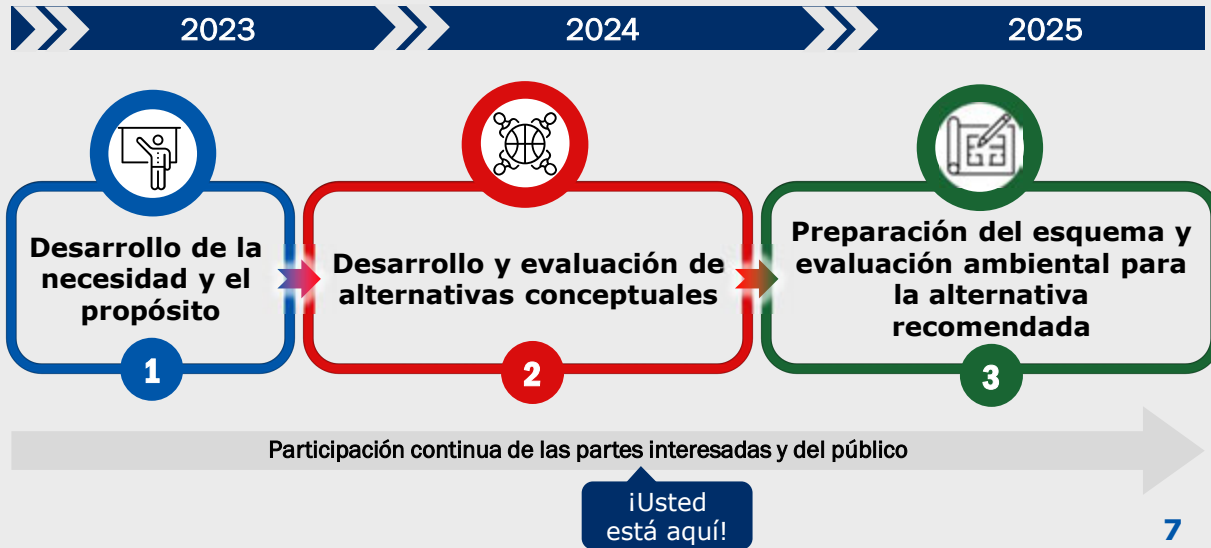 2023
2024
2025
Desarrollo de la
necesidad y el
propósito
1
Desarrollo y evaluación de
alternativas conceptuales
2
Preparación del esquema y
evaluación ambiental para
la alternativa
recomendada
3
Participación continua de las partes interesadas y del público
¡Usted
está aquí!
7